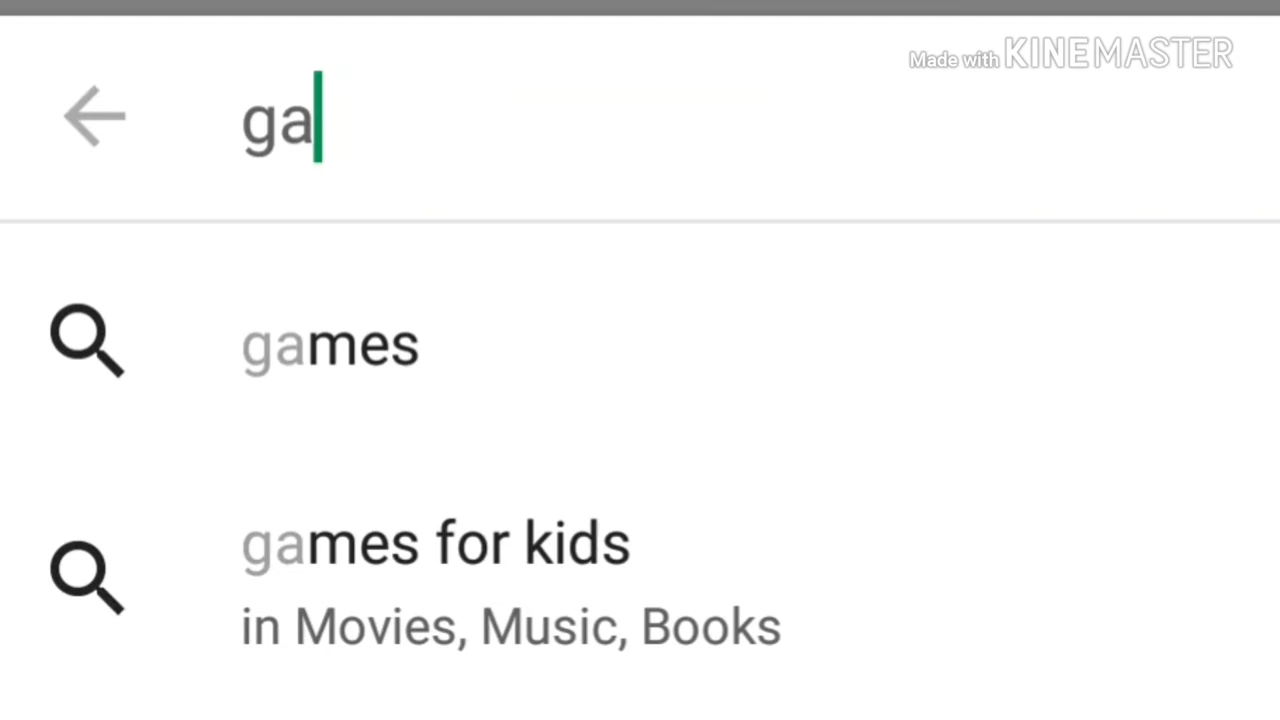 Made with KINEMASTER
ga
games
games for kids
in Movies, Music, Books